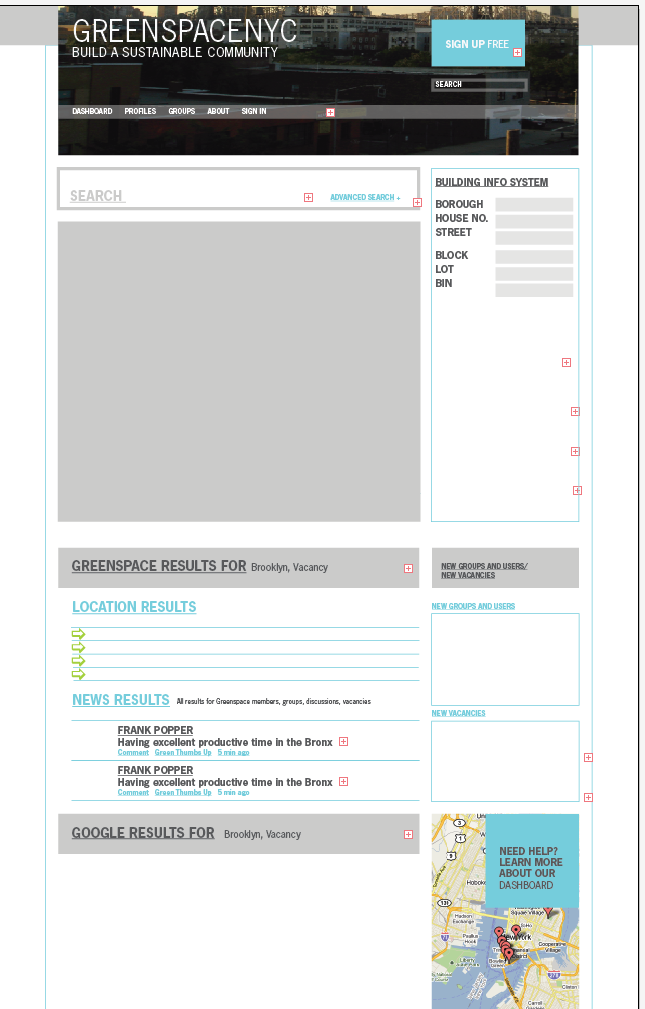 GREENSPACENYC
BUILD A SUSTAINABLE COMMUNITY
SIGN UP FREE
SEARCH
DASHBOARD PROFILES GROUPS ABOUT SIGN IN
SEARCH
ADVANCED SEARCH +
BUILDING INFO SYSTEM
BOROUGH
HOUSE NO.
STREET
BLOCK
LOT
BIN
GREENSPACE RESULTS FOR Brooklyn, Vacancy
NEW GROUPS AND USERS/
NEW VACANCIES
LOCATION RESULTS
NEW GROUPS AND USERS
NEWS RESULTS All results for Greenspace members, groups, discussions, vacancies
NEW VACANCIES
FRANK POPPER
Having excellent productive time in the Bronx
Comment Green Thumbs Up 5 min ago
FRANK POPPER
Having excellent productive time in the Bronx
Comment Green Thumbs Up 5 min ago
GOOGLE RESULTS FOR Brooklyn, Vacancy
NEED HELP?
LEARN MORE
ABOUT OUR
DASHBOARD
Hudson
Exchange
Paulus
Hook
Cooperative
Village
Liberty
Clinton
Carroll
Gardens